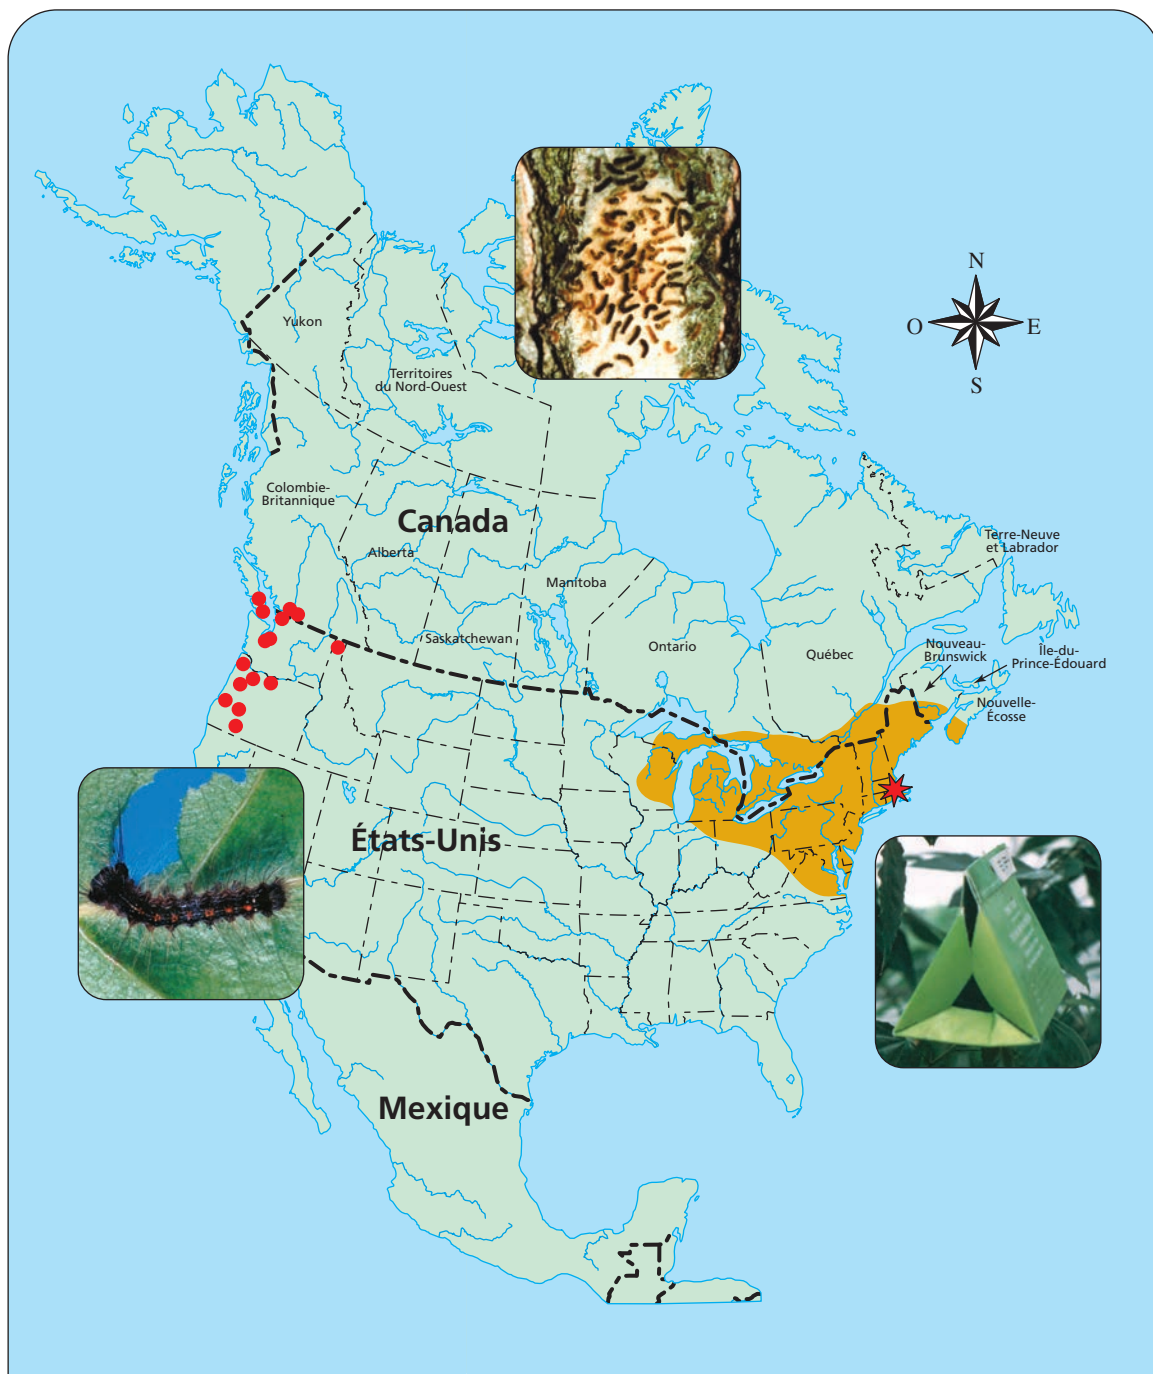 N
O
E
S
Yukon
Territoires
du Nord-Ouest
Colombie-
Britannique
Canada
Alberta
Terre-Neuve
et Labrador
Manitoba
Saskatchewan
Ontario
Québec
Nouveau-
Brunswick
Île-du-
Prince-Édouard
Nouvelle-
Écosse
États-Unis
Mexique